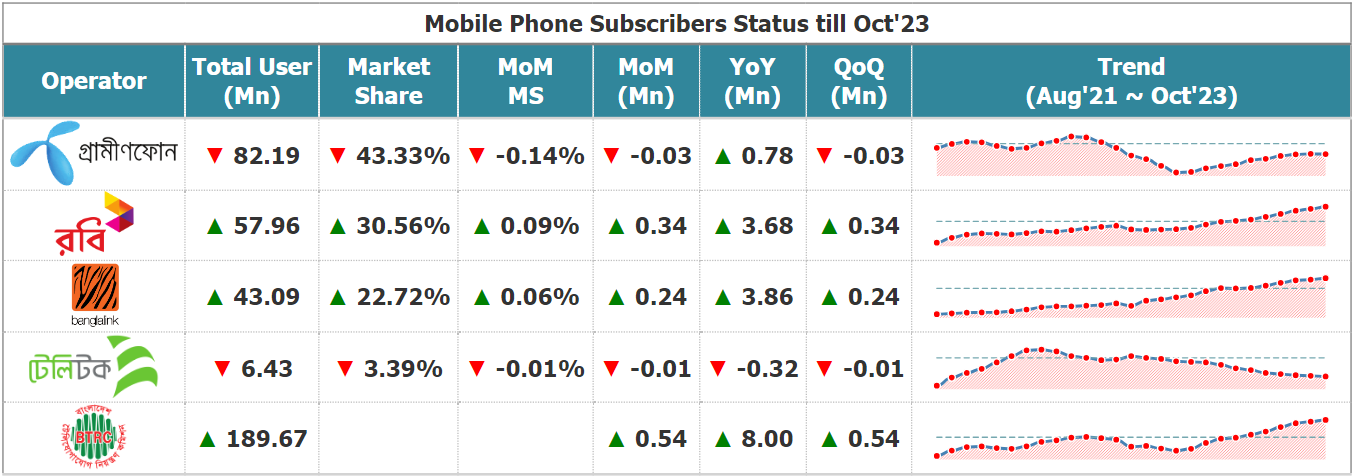 Mobile Phone Subscribers Status till Oct'23
Operator Total User (Mn) Market Share MoM MS MoM (Mn) YoY (Mn) QoQ (Mn) Trend (Aug'21 ~ Oct'23)
গ্রামীণফোন ▼ 82.19 ▼ 43.33% ▼ -0.14% ▼ -0.03 ▲ 0.78 ▼ -0.03
রবি ▲ 57.96 ▲ 30.56% ▲ 0.09% ▲ 0.34 ▲ 3.68 ▲ 0.34
banglalink ▲ 43.09 ▲ 22.72% ▲ 0.06% ▲ 0.24 ▲ 3.86 ▲ 0.24
টেলিটক ▼ 6.43 ▼ 3.39% ▼ -0.01% ▼ -0.01 ▼ -0.32 ▼ -0.01
বাংলাদেশ টেলিযোগাযোগ নিয়ন্ত্রণ কমিশন BTRC ▲ 189.67 ▲ 0.54 ▲ 8.00 ▲ 0.54